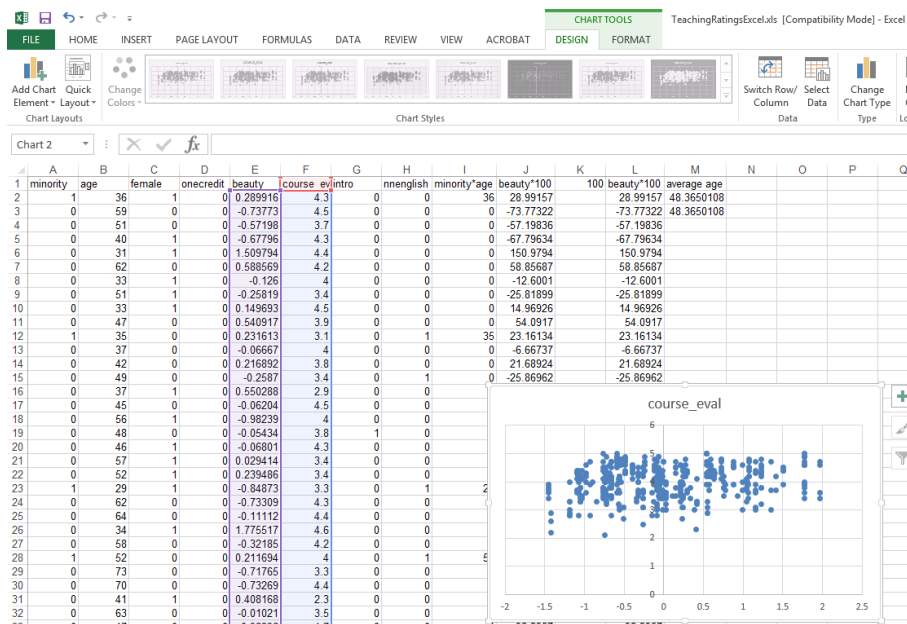 CHART TOOLS TeachingRatingsExcel.xls [Compatibility Mode] - Excel
FILE HOME INSERT PAGE LAYOUT FORMULAS DATA REVIEW VIEW ACROBAT DESIGN FORMAT
Add Chart Quick Change Switch Row/ Select Change
Element Layout Colors Column Data Chart Type
Chart Layouts Chart Styles Data Type
Chart 2 fx
A B C D E F G H I J K L M N O P Q
1 minority age female onecredit beauty course_ev intro nnenglish minority*age beauty*100 100 beauty*100 average age
2 1 36 1 0 0.289916 4.3 0 0 36 28.99157 28.99157 48.3650108
3 0 59 0 0 -0.73773 4.5 0 0 0 -73.77322 -73.77322 48.3650108
4 0 51 0 0 -0.57198 3.7 0 0 0 -57.19836 -57.19836
5 0 40 1 0 -0.67796 4.3 0 0 0 -67.79634 -67.79634
6 0 31 1 0 1.509794 4.4 0 0 0 150.9794 150.9794
7 0 62 0 0 0.588569 4.2 0 0 0 58.85687 58.85687
8 0 33 1 0 -0.126 4 0 0 0 -12.6001 -12.6001
9 0 51 1 0 -0.25819 3.4 0 0 0 -25.81899 -25.81899
10 0 33 1 0 0.149693 4.5 0 0 0 14.96926 14.96926
11 0 47 0 0 0.540917 3.9 0 0 0 54.0917 54.0917
12 1 35 0 0 0.231613 3.1 0 1 35 23.16134 23.16134
13 0 37 0 0 -0.06667 4 0 0 0 -6.66737 -6.66737
14 0 42 0 0 0.216892 3.8 0 0 0 21.68924 21.68924
15 0 49 0 0 -0.2587 3.4 0 1 0 -25.86962 -25.86962
16 0 37 1 0 0.550288 2.9 0 0
17 0 45 0 0 -0.06204 4.5 0 0
18 0 56 1 0 -0.98239 4 0 0
19 0 48 0 0 -0.05434 3.8 1 0
20 0 46 1 0 -0.06801 4.3 0 0
21 0 57 1 0 0.029414 3.4 0 0
22 0 52 1 0 0.239486 3.4 0 0
23 1 29 1 0 -0.84873 3.3 0 1 2
24 0 62 0 0 -0.73309 4.3 0 0
25 0 64 0 0 -0.11112 4.4 0 0
26 0 34 1 0 1.775517 4.6 0 0
27 0 58 0 0 -0.32185 4.2 0 0
28 1 52 0 0 0.211694 4 0 1 5
29 0 73 0 0 -0.71765 3.3 0 0
30 0 70 0 0 -0.73269 4.4 0 0
31 0 41 1 0 0.408168 2.3 0 0
32 0 63 0 0 -0.01021 3.5 0 0
course_eval
6
5
4
3
2
1
0
-2 -1.5 -1 -0.5 0 0.5 1 1.5 2 2.5